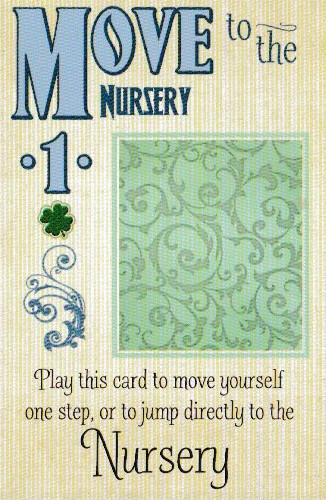 MOVE to the
NURSERY
·1·
Play this card to move yourself
one step, or to jump directly to the
Nursery